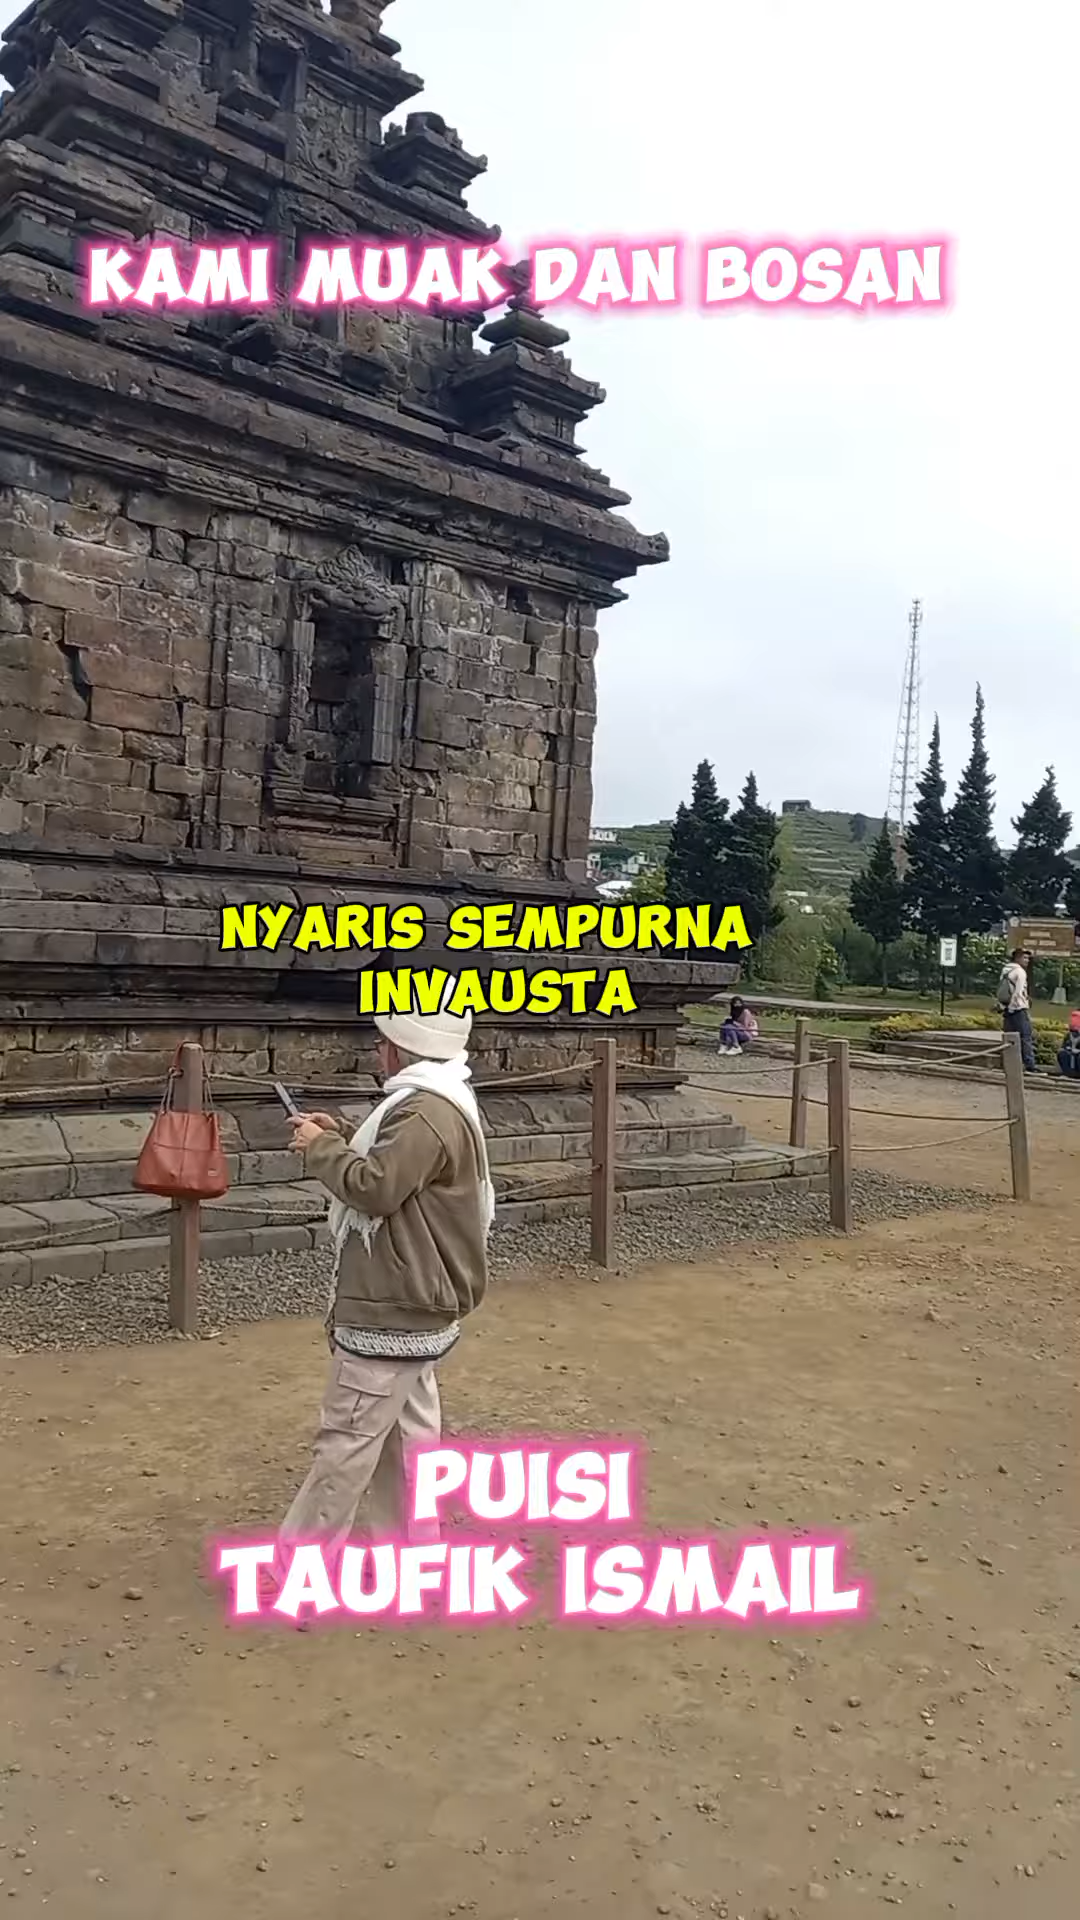 KAMI MUAK DAN BOSAN
NYARIS SEMPURNA
INVAUSTA
PUISI
TAUFIK ISMAIL